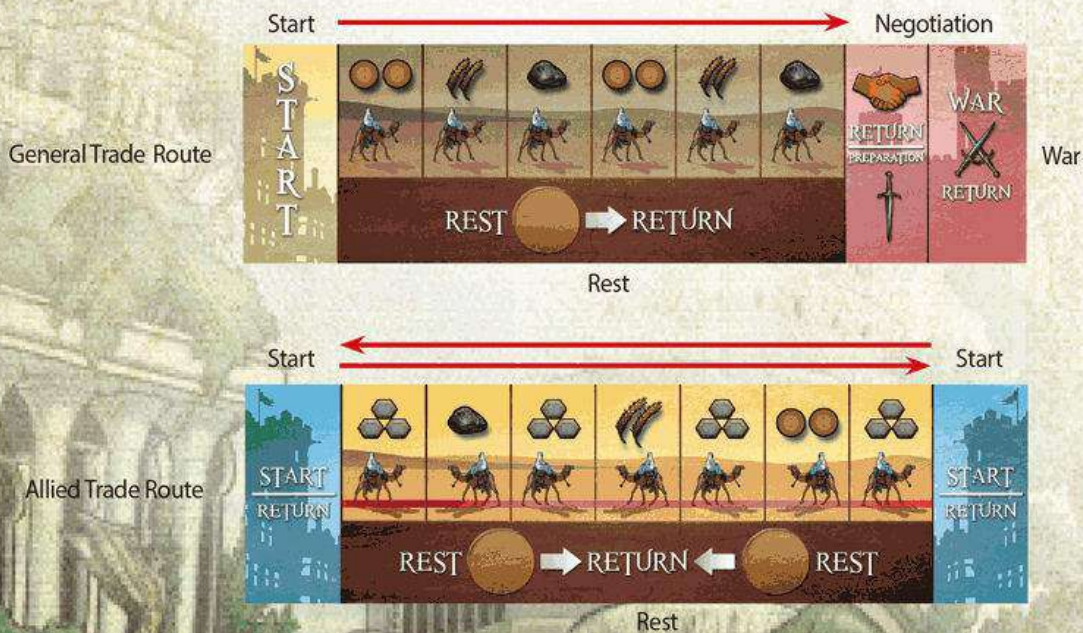 Start
Negotiation
START
RETURN
PREPARATION
WAR
RETURN
General Trade Route
War
REST
RETURN
Rest
Start
Start
START
RETURN
START
RETURN
Allied Trade Route
REST
RETURN
REST
Rest